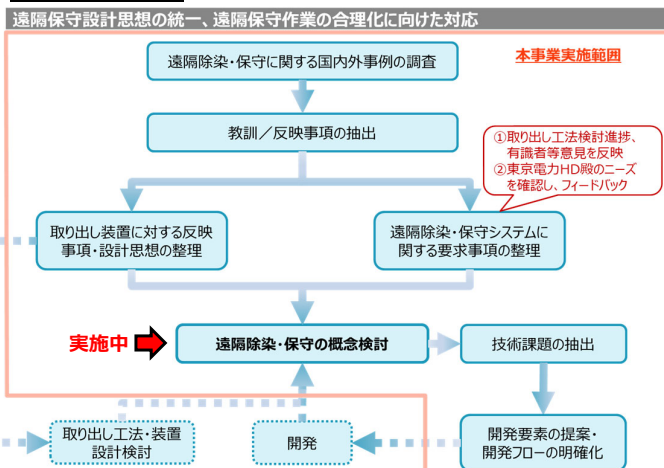 遠隔保守設計思想の統一、遠隔保守作業の合理化に向けた対応
遠隔除染・保守に関する国内外事例の調査
本事業実施範囲
教訓／反映事項の抽出
①取り出し工法検討進捗、
有識者等意見を反映
②東京電力HD殿のニーズ
を確認し、フィードバック
取り出し装置に対する反映
事項・設計思想の整理
遠隔除染・保守システムに
関する要求事項の整理
実施中
遠隔除染・保守の概念検討
技術課題の抽出
取り出し工法・装置
設計検討
開発
開発要素の提案・
開発フローの明確化